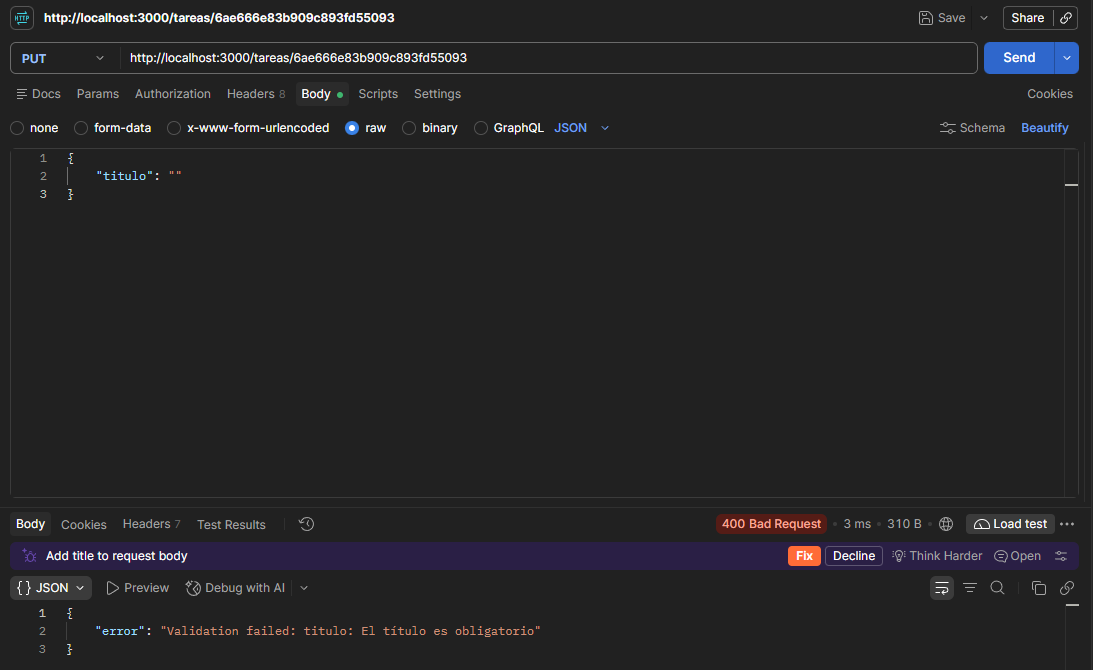 HTTP http://localhost:3000/tareas/6ae666e83b909c893fd55093 Save Share
PUT http://localhost:3000/tareas/6ae666e83b909c893fd55093 Send
Docs Params Authorization Headers 8 Body Scripts Settings Cookies
none form-data x-www-form-urlencoded raw binary GraphQL JSON Schema Beautify
1 {
2 "titulo": ""
3 }
Body Cookies Headers 7 Test Results 400 Bad Request • 3 ms • 310 B • Load test
Add title to request body Fix Decline Think Harder Open
{} JSON Preview Debug with AI
1 {
2 "error": "Validation failed: titulo: El título es obligatorio"
3 }